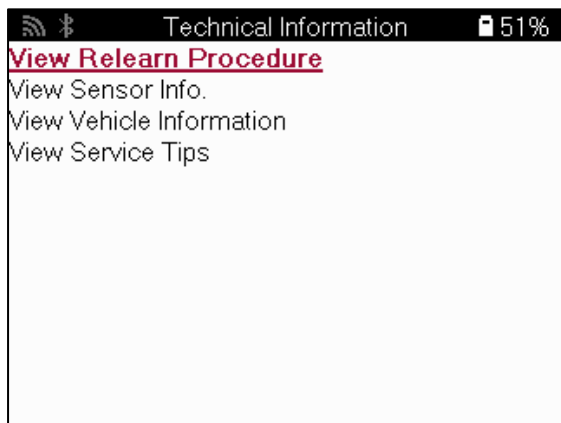 Technical Information 51%
View Relearn Procedure
View Sensor Info.
View Vehicle Information
View Service Tips